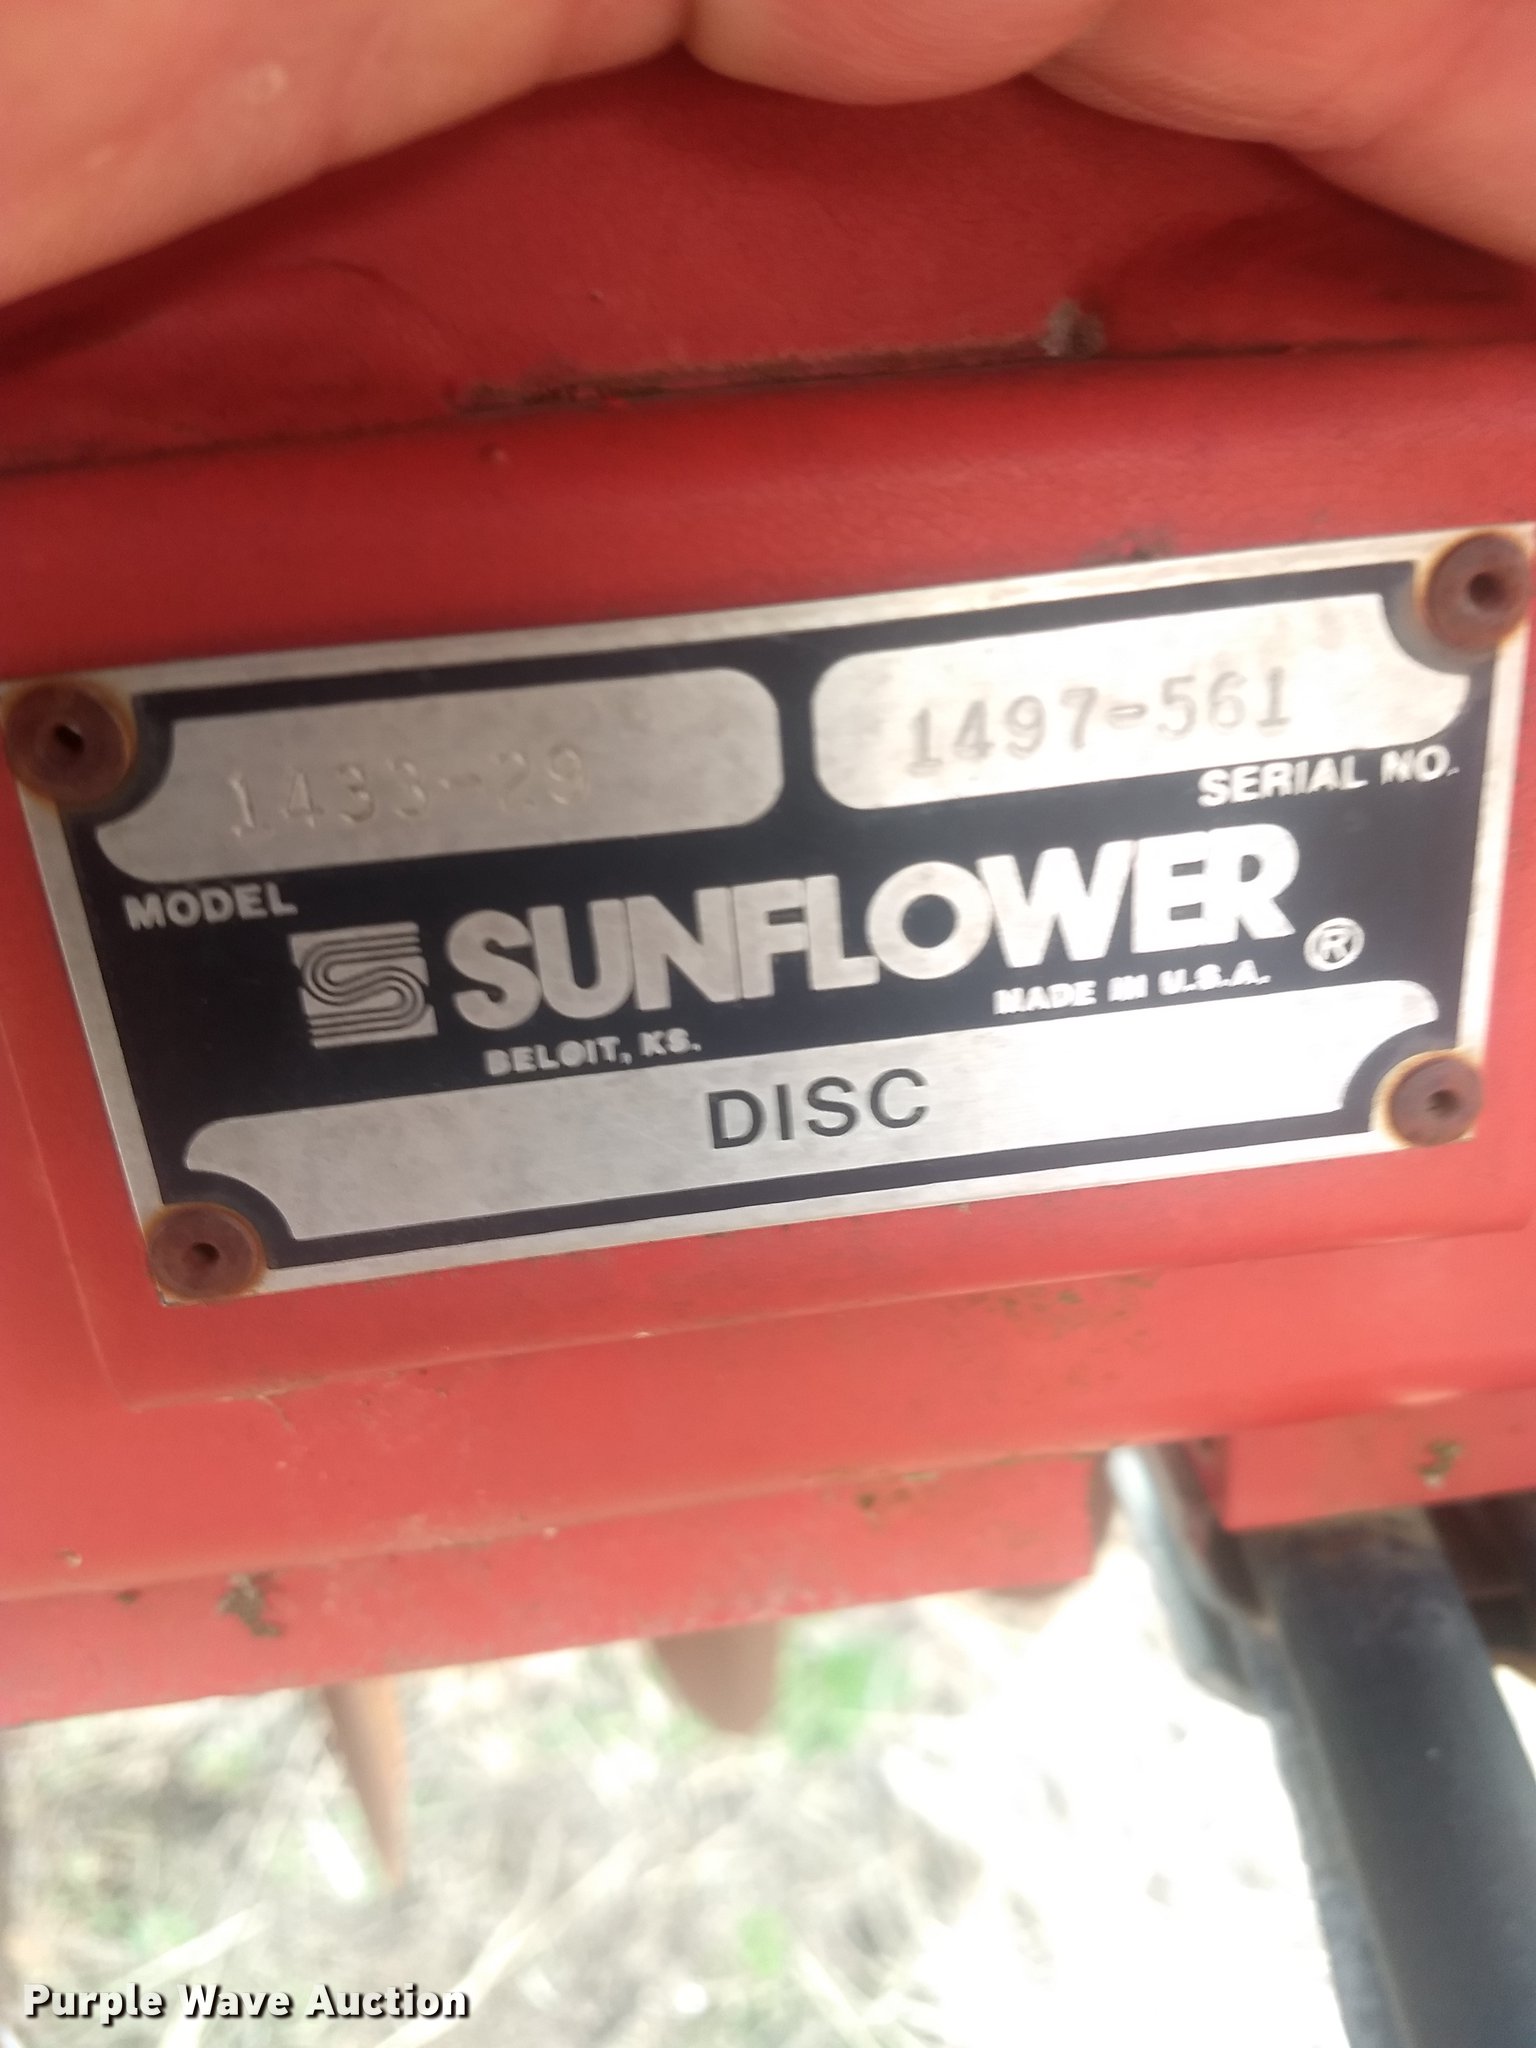 1433-29
1497-561
MODEL
SERIAL NO.
SUNFLOWER ®
BELOIT, KS.
MADE IN U.S.A.
DISC
Purple Wave Auction